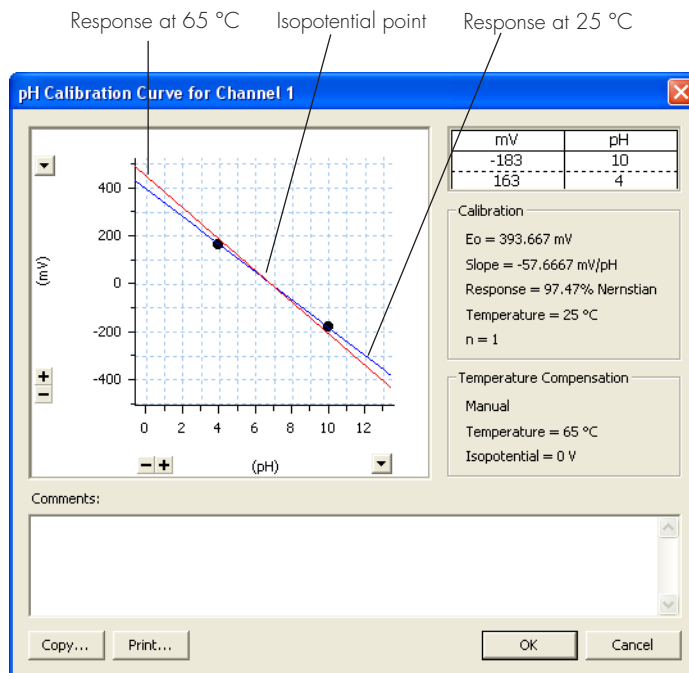 Response at 65 °C
Isopotential point
Response at 25 °C
pH Calibration Curve for Channel 1
mV pH
-183 10
163 4
400
200
0
-200
-400
(mV)
0 2 4 6 8 10 12
(pH)
Calibration
Eo = 393.667 mV
Slope = -57.6667 mV/pH
Response = 97.47% Nernstian
Temperature = 25 °C
n = 1
Temperature Compensation
Manual
Temperature = 65 °C
Isopotential = 0 V
Comments:
Copy...
Print...
OK
Cancel